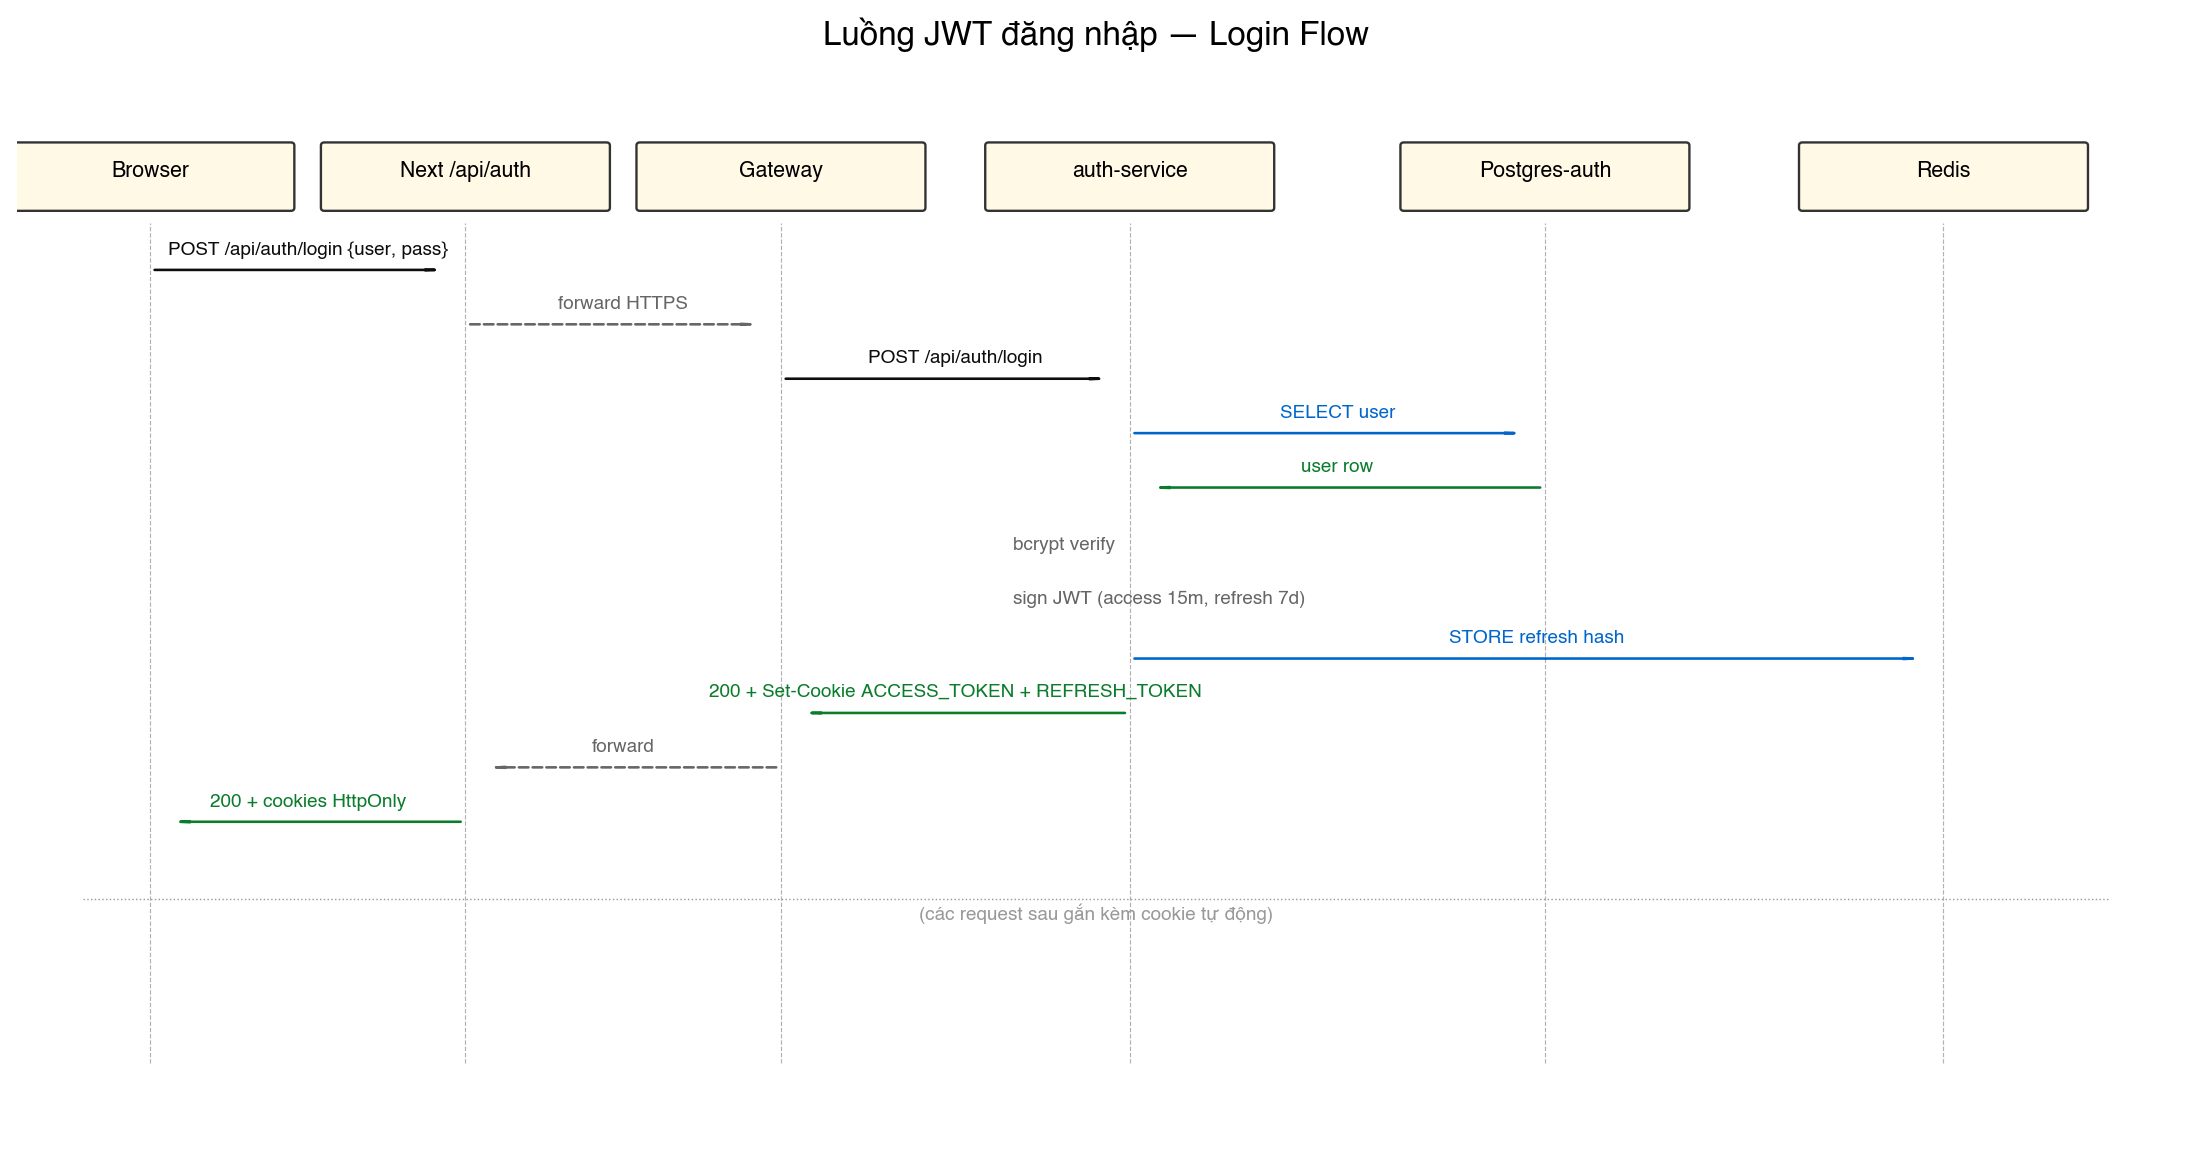 Luồng JWT đăng nhập — Login Flow
Browser
Next /api/auth
Gateway
auth-service
Postgres-auth
Redis
POST /api/auth/login {user, pass}
forward HTTPS
POST /api/auth/login
SELECT user
user row
bcrypt verify
sign JWT (access 15m, refresh 7d)
STORE refresh hash
200 + Set-Cookie ACCESS_TOKEN + REFRESH_TOKEN
forward
200 + cookies HttpOnly
(các request sau gắn kèm cookie tự động)